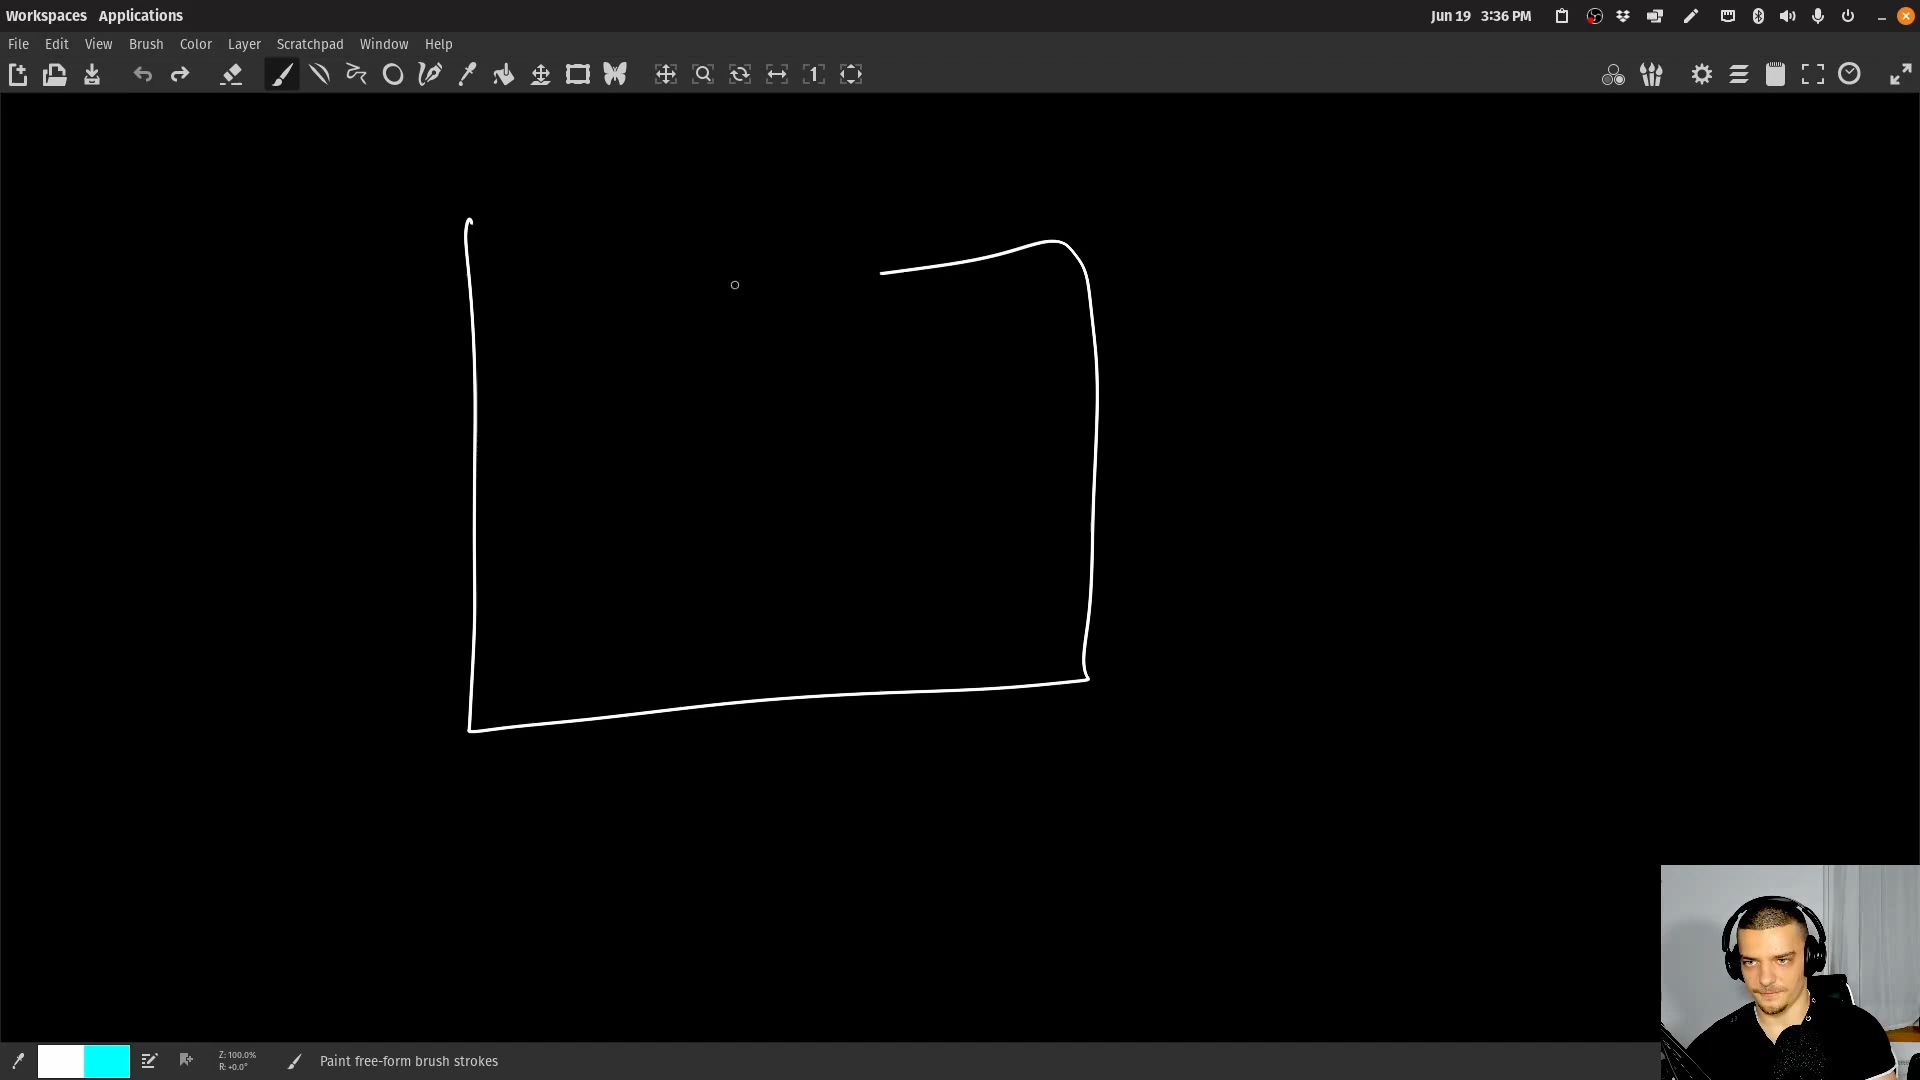 Workspaces Applications Jun 19 3:36 PM
File Edit View Brush Color Layer Scratchpad Window Help
1
Z: 100.0%
R: +0.0° Paint free-form brush strokes